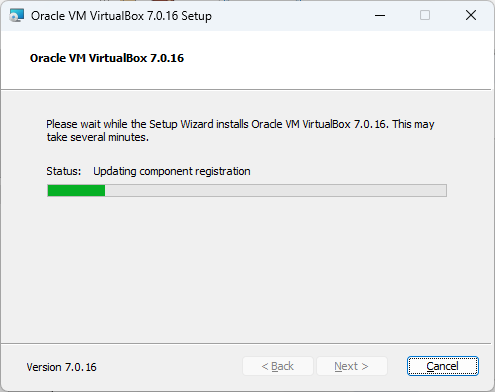 Oracle VM VirtualBox 7.0.16 Setup
Oracle VM VirtualBox 7.0.16
Please wait while the Setup Wizard installs Oracle VM VirtualBox 7.0.16. This may
take several minutes.
Status: Updating component registration
Version 7.0.16 < Back Next > Cancel